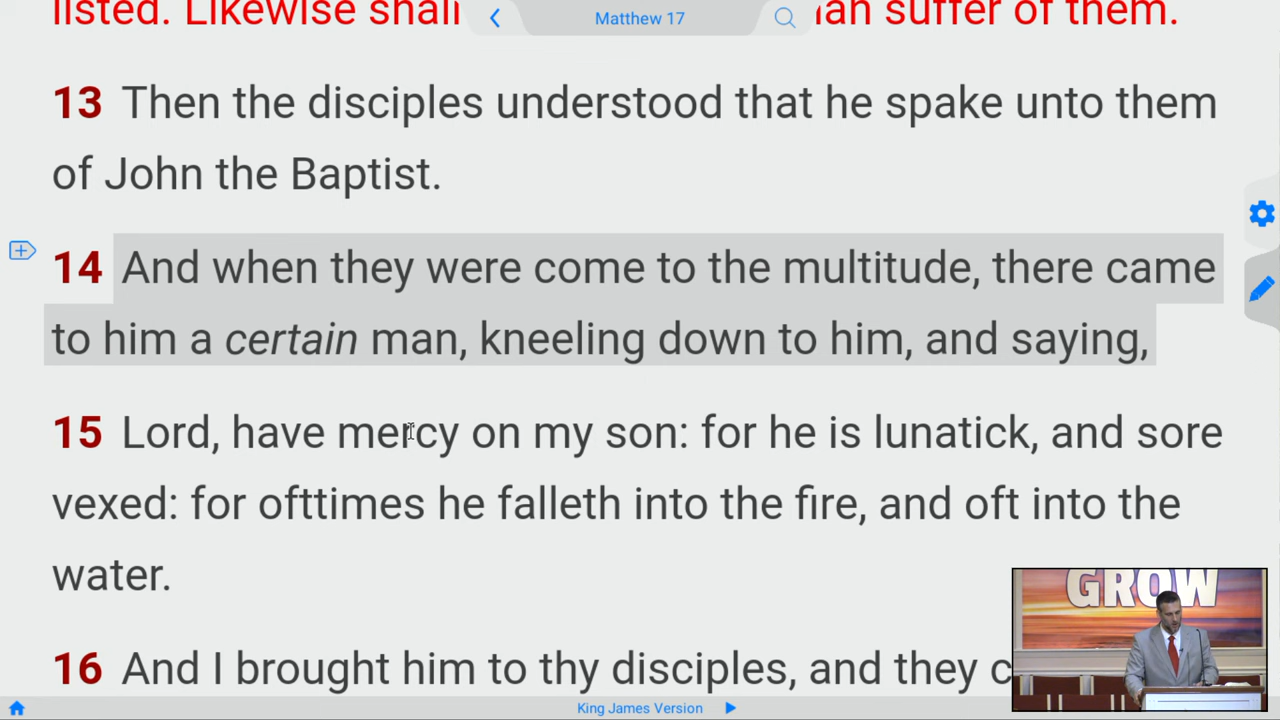 listed. Likewise shall an suffer of them.
Matthew 17
13 Then the disciples understood that he spake unto them
of John the Baptist.
14 And when they were come to the multitude, there came
to him a certain man, kneeling down to him, and saying,
15 Lord, have mercy on my son: for he is lunatick, and sore
vexed: for ofttimes he falleth into the fire, and oft into the
water.
16 And I brought him to thy disciples, and they c
GROW
King James Version